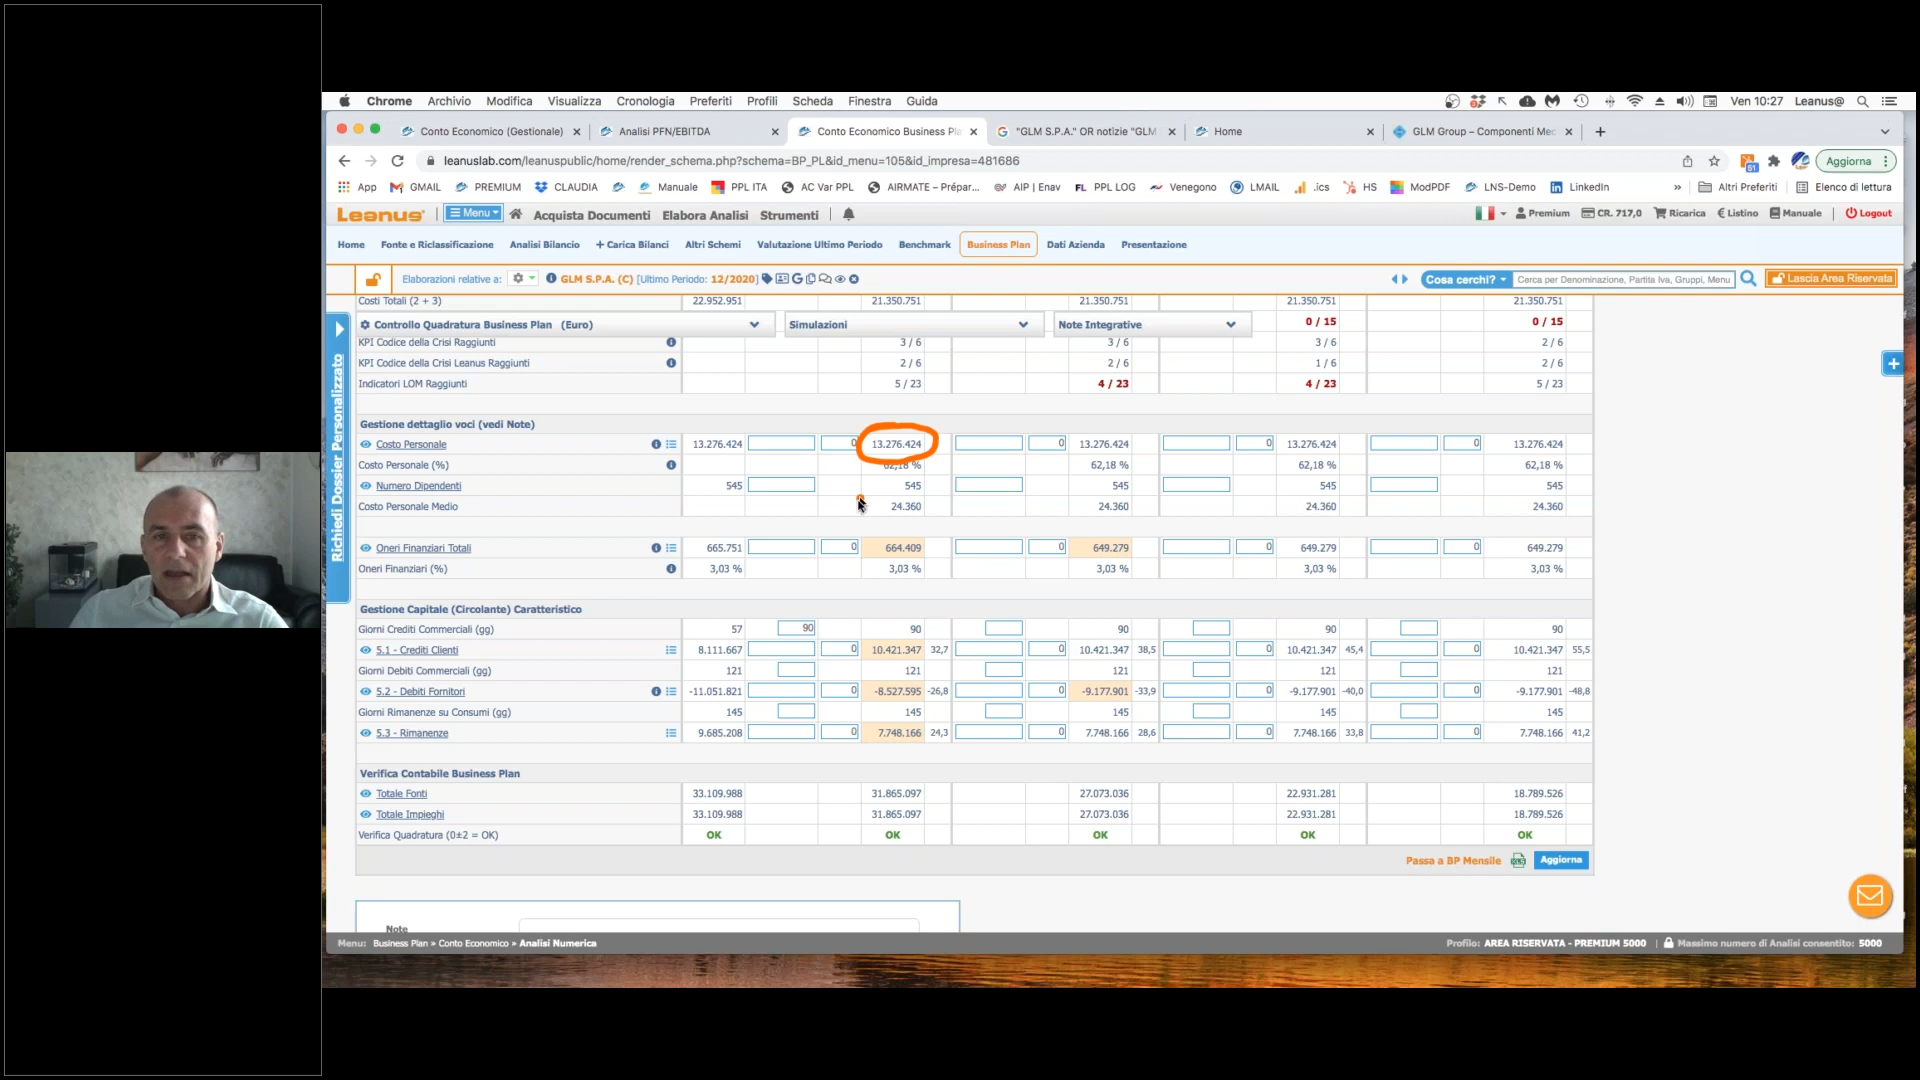 Chrome Archivio Modifica Visualizza Cronologia Preferiti Profili Scheda Finestra Guida Ven 10:27 Leanus@
Conto Economico (Gestionale) Analisi PFN/EBITDA Conto Economico Business Pla "GLM S.P.A." OR notizie "GLM Home GLM Group – Componenti Mec
leanuslab.com/leanuspublic/home/render_schema.php?schema=BP_PL&id_menu=105&id_impresa=481686 51 Aggiorna
App GMAIL PREMIUM CLAUDIA Manuale PPL ITA AC Var PPL AIRMATE – Prépar... AIP | Enav FL PPL LOG Venegono LMAIL .ics HS ModPDF LNS-Demo LinkedIn » Altri Preferiti Elenco di lettura
Leanus Menu Acquista Documenti Elabora Analisi Strumenti Premium CR. 717,0 Ricarica Listino Manuale Logout
Home Fonte e Riclassificazione Analisi Bilancio + Carica Bilanci Altri Schemi Valutazione Ultimo Periodo Benchmark Business Plan Dati Azienda Presentazione
Elaborazioni relative a: GLM S.P.A. (C) [Ultimo Periodo: 12/2020] Cosa cerchi? Cerca per Denominazione, Partita Iva, Gruppi, Menu Lascia Area Riservata
Richiedi Dossier Personalizzato
Costi Totali (2 + 3) 22.952.951 21.350.751 21.350.751 21.350.751 21.350.751
Controllo Quadratura Business Plan (Euro) Simulazioni Note Integrative 0 / 15 0 / 15
KPI Codice della Crisi Raggiunti 3 / 6 3 / 6 3 / 6 2 / 6
KPI Codice della Crisi Leanus Raggiunti 2 / 6 2 / 6 1 / 6 2 / 6
Indicatori LOM Raggiunti 5 / 23 4 / 23 4 / 23 5 / 23
Gestione dettaglio voci (vedi Note)
Costo Personale 13.276.424 0 13.276.424 0 13.276.424 0 13.276.424 0 13.276.424
Costo Personale (%) 62,18 % 62,18 % 62,18 % 62,18 %
Numero Dipendenti 545 545 545 545 545
Costo Personale Medio 24.360 24.360 24.360 24.360
Oneri Finanziari Totali 665.751 0 664.409 0 649.279 0 649.279 0 649.279
Oneri Finanziari (%) 3,03 % 3,03 % 3,03 % 3,03 % 3,03 %
Gestione Capitale (Circolante) Caratteristico
Giorni Crediti Commerciali (gg) 57 90 90 90 90 90
5.1 - Crediti Clienti 8.111.667 0 10.421.347 32,7 0 10.421.347 38,5 0 10.421.347 45,4 0 10.421.347 55,5
Giorni Debiti Commerciali (gg) 121 121 121 121 121
5.2 - Debiti Fornitori -11.051.821 0 -8.527.595 -26,8 0 -9.177.901 -33,9 0 -9.177.901 -40,0 0 -9.177.901 -48,8
Giorni Rimanenze su Consumi (gg) 145 145 145 145 145
5.3 - Rimanenze 9.685.208 0 7.748.166 24,3 0 7.748.166 28,6 0 7.748.166 33,8 0 7.748.166 41,2
Verifica Contabile Business Plan
Totale Fonti 33.109.988 31.865.097 27.073.036 22.931.281 18.789.526
Totale Impieghi 33.109.988 31.865.097 27.073.036 22.931.281 18.789.526
Verifica Quadratura (0±2 = OK) OK OK OK OK OK
Passa a BP Mensile Aggiorna
Note
Menu: Business Plan » Conto Economico » Analisi Numerica Profilo: AREA RISERVATA - PREMIUM 5000 | Massimo numero di Analisi consentito: 5000